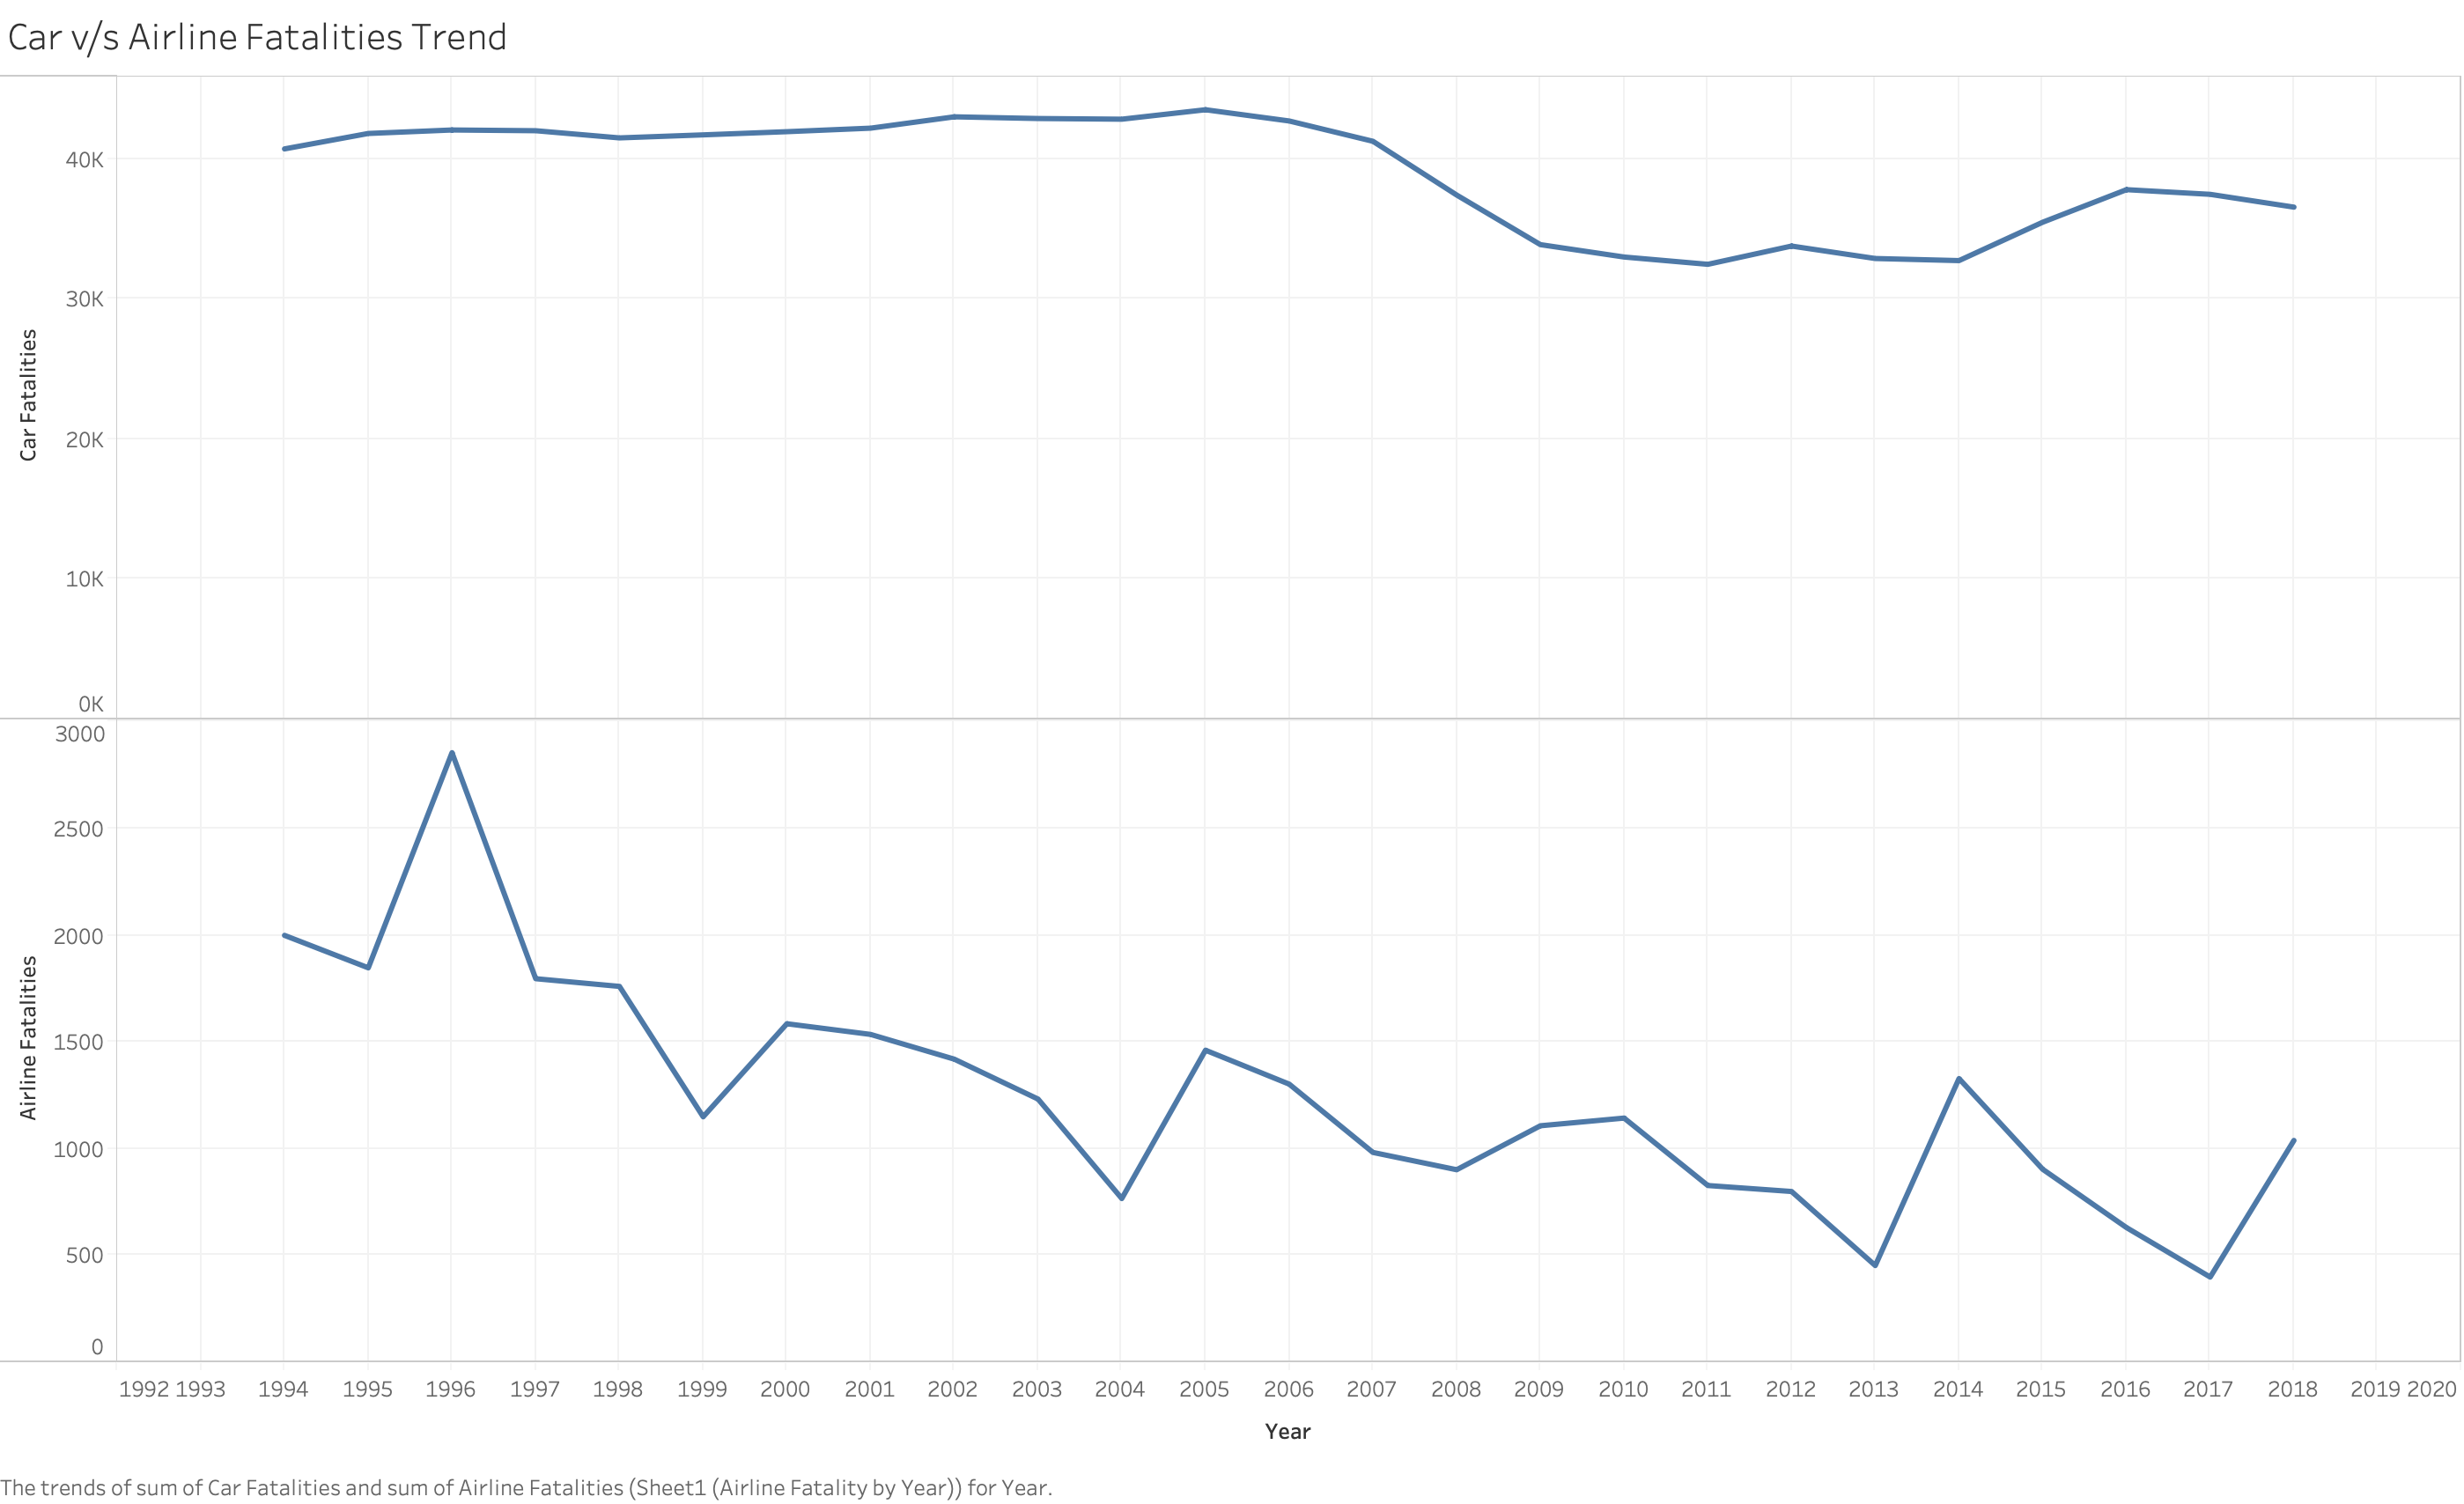 Car v/s Airline Fatalities Trend
Car Fatalities
40K
30K
20K
10K
0K
Airline Fatalities
3000
2500
2000
1500
1000
500
0
1992 1993 1994 1995 1996 1997 1998 1999 2000 2001 2002 2003 2004 2005 2006 2007 2008 2009 2010 2011 2012 2013 2014 2015 2016 2017 2018 2019 2020
Year
The trends of sum of Car Fatalities and sum of Airline Fatalities (Sheet1 (Airline Fatality by Year)) for Year.